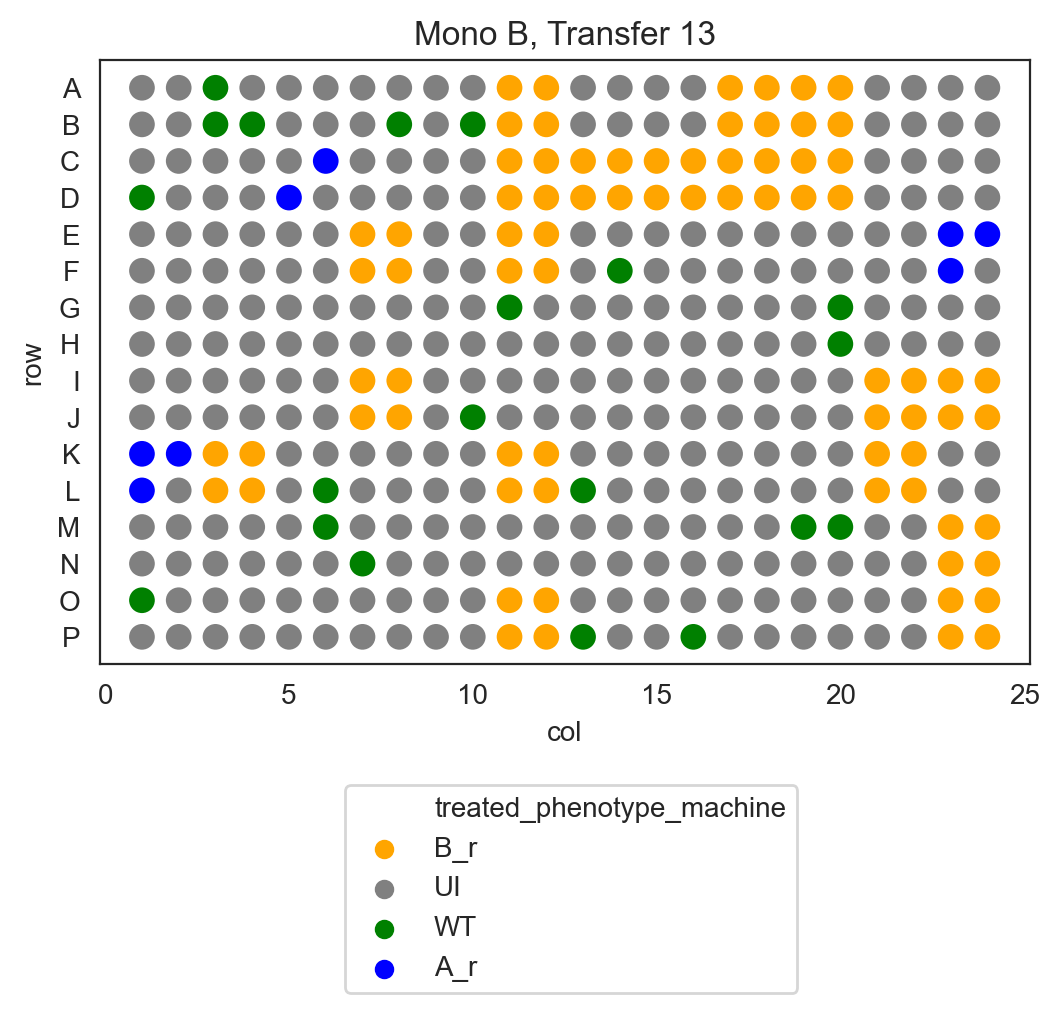 Mono B, Transfer 13
row
A
B
C
D
E
F
G
H
I
J
K
L
M
N
O
P
0 5 10 15 20 25
col
treated_phenotype_machine
B_r
UI
WT
A_r